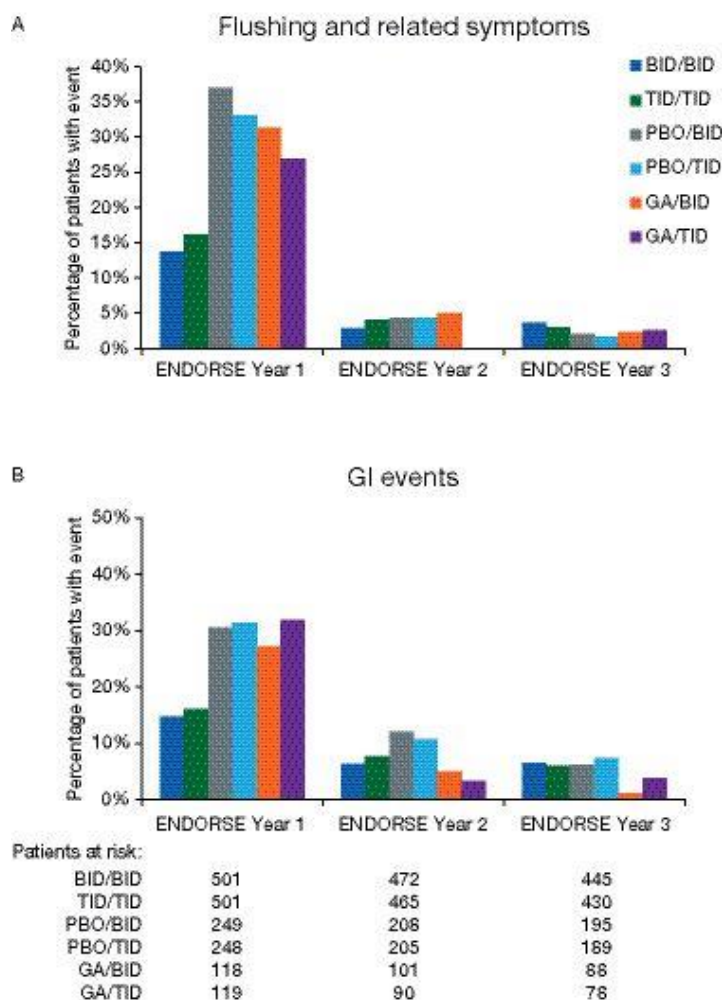 A
Flushing and related symptoms
Percentage of patients with event
40%
35%
30%
25%
20%
15%
10%
5%
0%
BID/BID
TID/TID
PBO/BID
PBO/TID
GA/BID
GA/TID
ENDORSE Year 1 ENDORSE Year 2 ENDORSE Year 3
B
GI events
Percentage of patients with event
50%
40%
30%
20%
10%
0%
ENDORSE Year 1 ENDORSE Year 2 ENDORSE Year 3
Patients at risk:
BID/BID 501 472 445
TID/TID 501 465 430
PBO/BID 249 208 195
PBO/TID 248 205 189
GA/BID 118 101 88
GA/TID 119 90 78